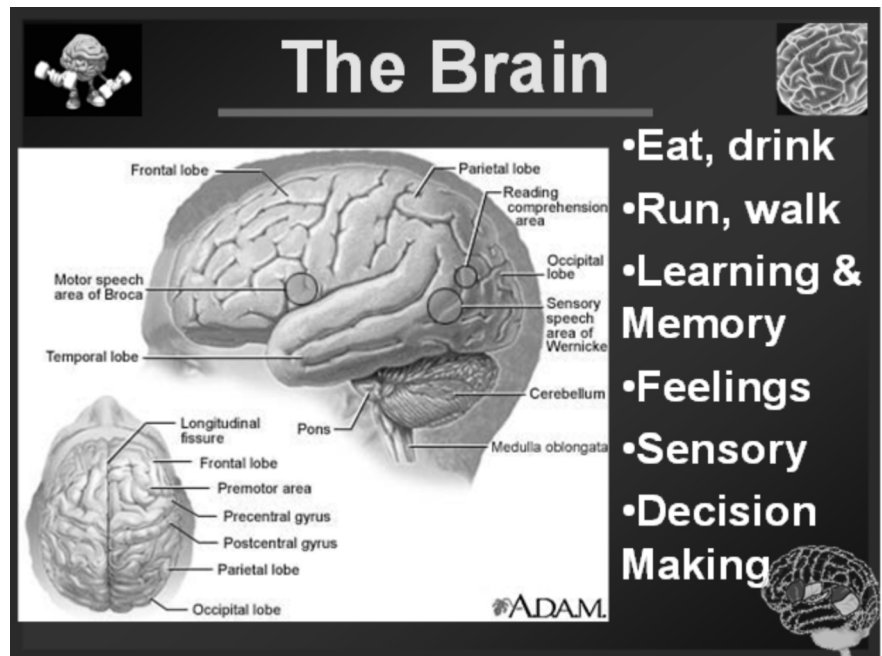 The Brain
Frontal lobe
Parietal lobe
Reading
comprehension
area
Motor speech
area of Broca
Occipital
lobe
Sensory
speech
area of
Wernicke
Temporal lobe
Cerebellum
Pons
Medulla oblongata
Longitudinal
fissure
Frontal lobe
Premotor area
Precentral gyrus
Postcentral gyrus
Parietal lobe
Occipital lobe
A.D.A.M.
•Eat, drink
•Run, walk
•Learning &
Memory
•Feelings
•Sensory
•Decision
Making